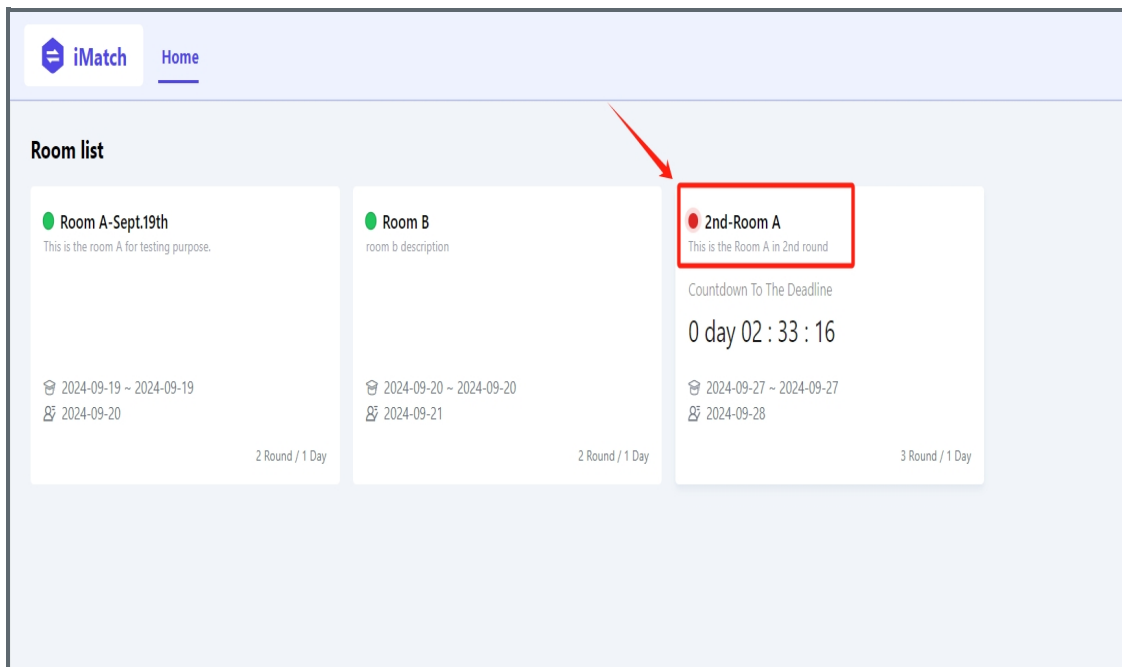 iMatch
Home
Room list
Room A-Sept.19th
This is the room A for testing purpose.
2024-09-19 ~ 2024-09-19
2024-09-20
2 Round / 1 Day
Room B
room b description
2024-09-20 ~ 2024-09-20
2024-09-21
2 Round / 1 Day
2nd-Room A
This is the Room A in 2nd round
Countdown To The Deadline
0 day 02 : 33 : 16
2024-09-27 ~ 2024-09-27
2024-09-28
3 Round / 1 Day